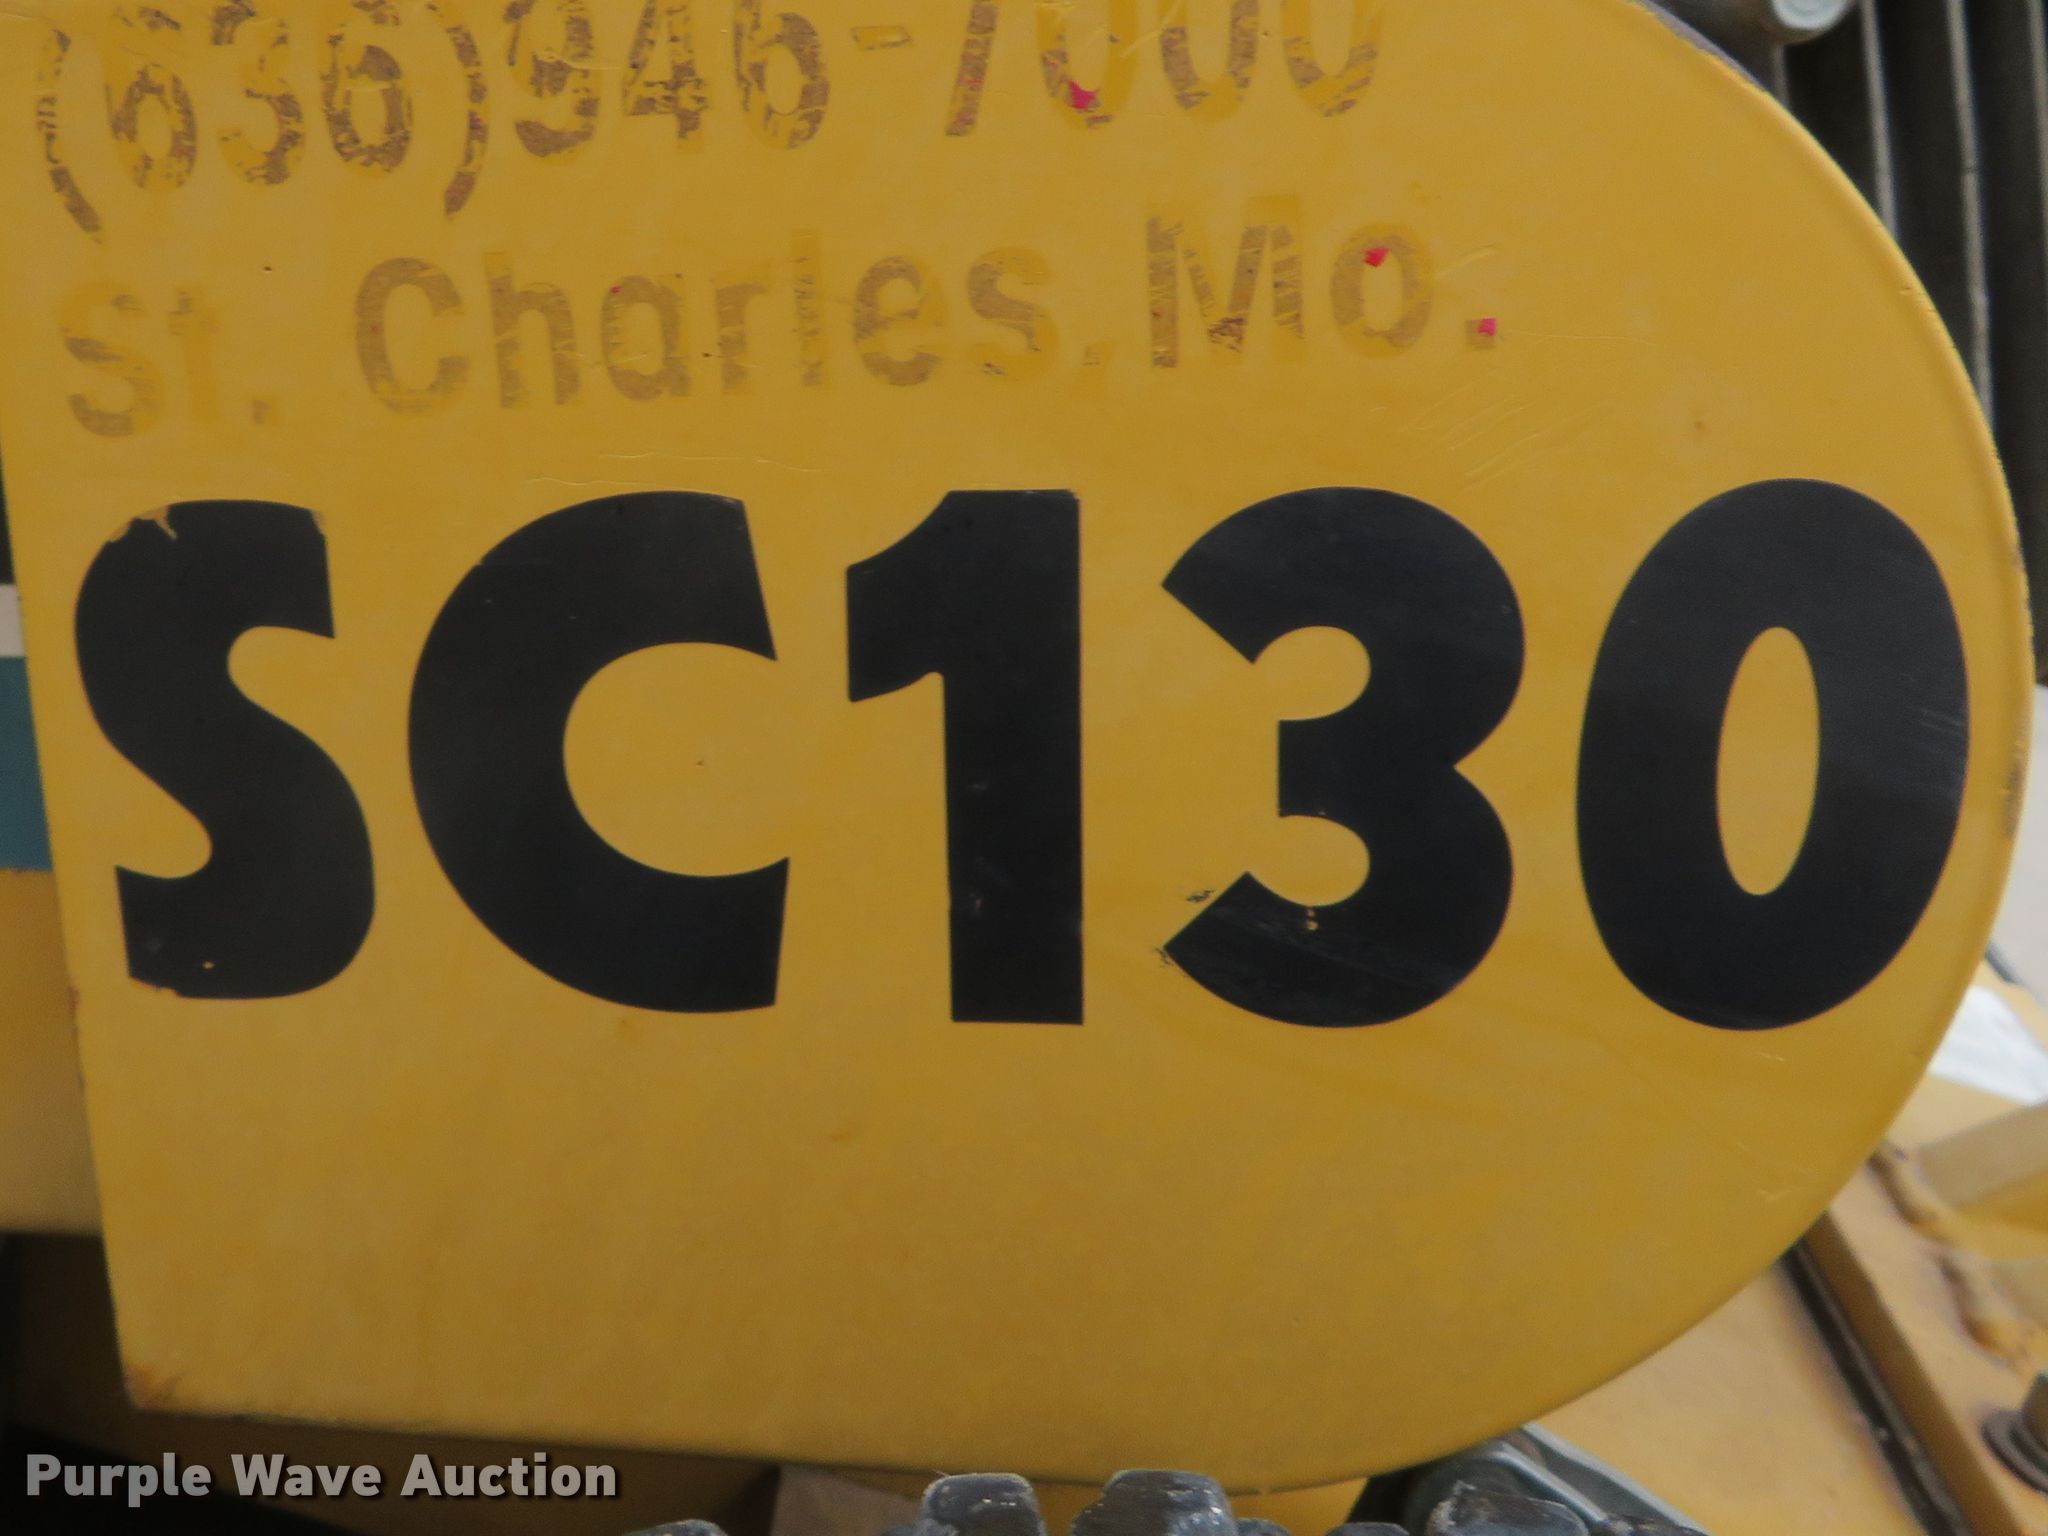 (636)946-7000
St. Charles, Mo.
SC130
Purple Wave Auction